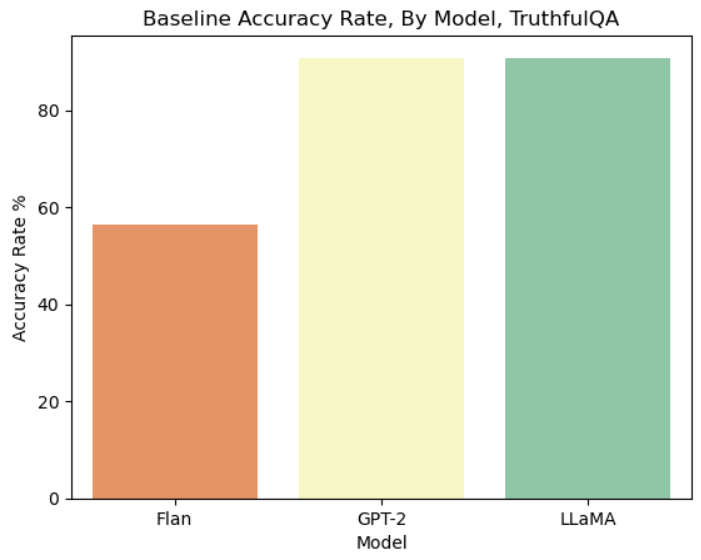 Baseline Accuracy Rate, By Model, TruthfulQA
Accuracy Rate %
80
60
40
20
0
Flan GPT-2 LLaMA
Model